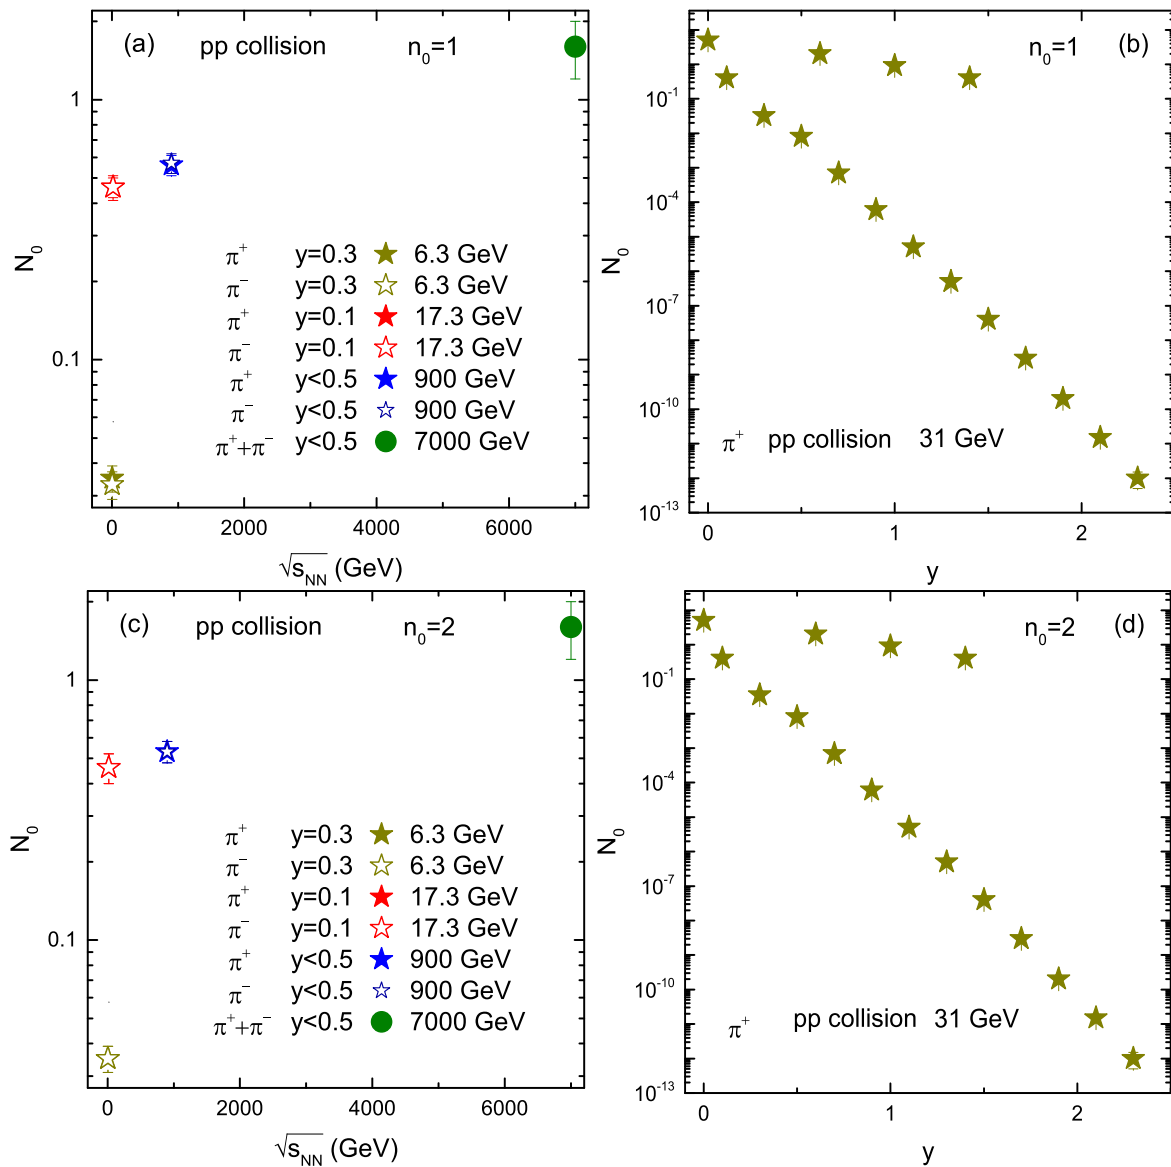 (a) pp collision n₀=1
1
0.1
N₀
π⁺ y=0.3 6.3 GeV
π⁻ y=0.3 6.3 GeV
π⁺ y=0.1 17.3 GeV
π⁻ y=0.1 17.3 GeV
π⁺ y<0.5 900 GeV
π⁻ y<0.5 900 GeV
π⁺+π⁻ y<0.5 7000 GeV
0 2000 4000 6000
√s_NN (GeV)
n₀=1 (b)
10⁻¹
10⁻⁴
10⁻⁷
10⁻¹⁰
10⁻¹³
N₀
π⁺ pp collision 31 GeV
0 1 2
y
(c) pp collision n₀=2
1
0.1
N₀
π⁺ y=0.3 6.3 GeV
π⁻ y=0.3 6.3 GeV
π⁺ y=0.1 17.3 GeV
π⁻ y=0.1 17.3 GeV
π⁺ y<0.5 900 GeV
π⁻ y<0.5 900 GeV
π⁺+π⁻ y<0.5 7000 GeV
0 2000 4000 6000
√s_NN (GeV)
n₀=2 (d)
10⁻¹
10⁻⁴
10⁻⁷
10⁻¹⁰
10⁻¹³
N₀
π⁺ pp collision 31 GeV
0 1 2
y